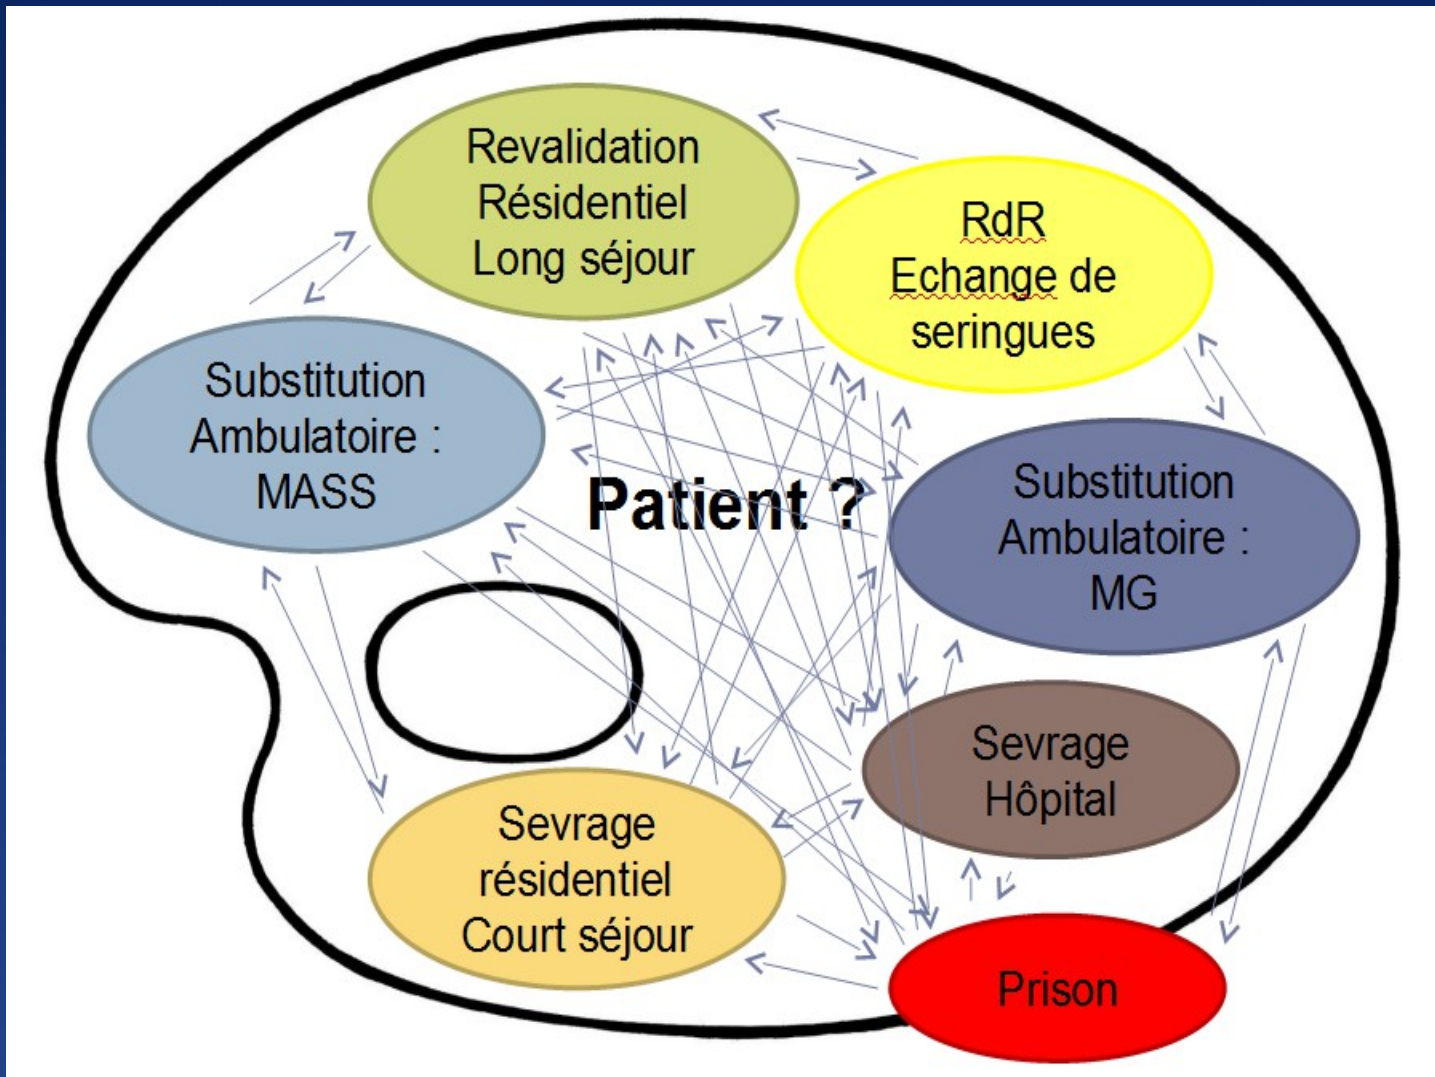 Revalidation
Résidentiel
Long séjour
RdR
Echange de
seringues
Substitution
Ambulatoire :
MASS
Patient ?
Substitution
Ambulatoire :
MG
Sevrage
Hôpital
Sevrage
résidentiel
Court séjour
Prison